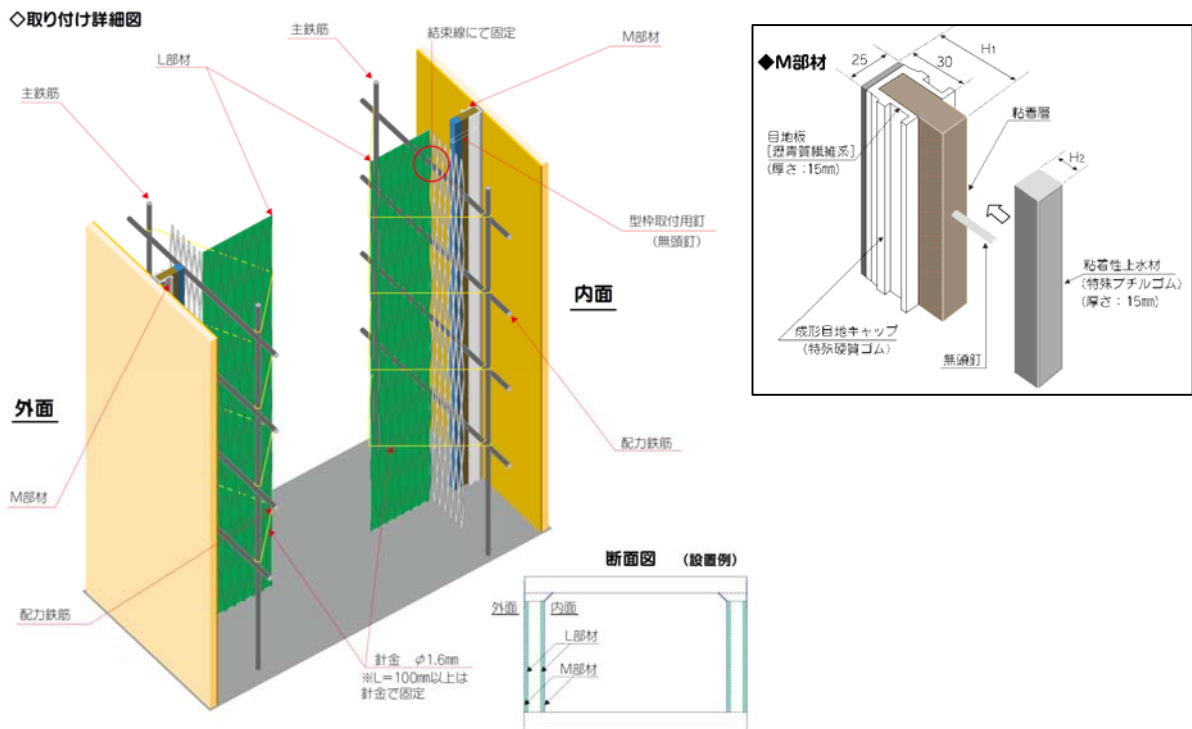 ◇取り付け詳細図
主鉄筋
結束線にて固定
M部材
L部材
主鉄筋
型枠取付用釘
(無頭釘)
内面
外面
配力鉄筋
M部材
配力鉄筋
針金 φ1.6mm
※L=100mm以上は
針金で固定
断面図 (設置例)
外面
内面
L部材
M部材
◆M部材
25
30
H1
粘着層
目地板
[瀝青質繊維系]
(厚さ:15mm)
H2
粘着性止水材
(特殊ブチルゴム)
(厚さ:15mm)
成形目地キャップ
(特殊硬質ゴム)
無頭釘